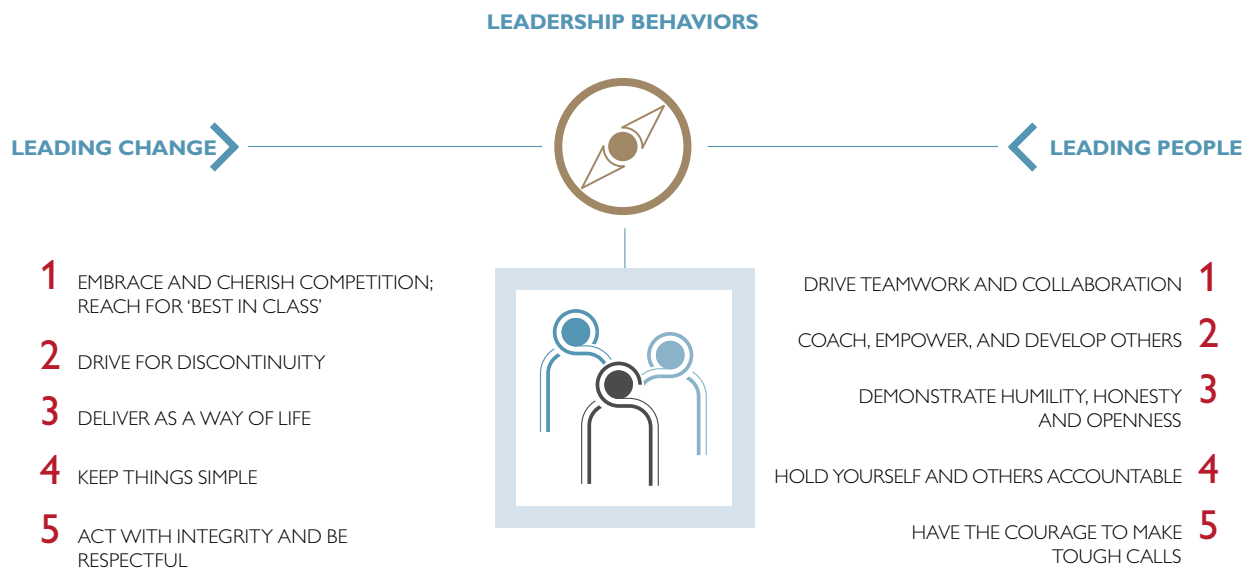 LEADERSHIP BEHAVIORS
LEADING CHANGE
LEADING PEOPLE
1 EMBRACE AND CHERISH COMPETITION;
REACH FOR ‘BEST IN CLASS’
2 DRIVE FOR DISCONTINUITY
3 DELIVER AS A WAY OF LIFE
4 KEEP THINGS SIMPLE
5 ACT WITH INTEGRITY AND BE
RESPECTFUL
DRIVE TEAMWORK AND COLLABORATION 1
COACH, EMPOWER, AND DEVELOP OTHERS 2
DEMONSTRATE HUMILITY, HONESTY 3
AND OPENNESS
HOLD YOURSELF AND OTHERS ACCOUNTABLE 4
HAVE THE COURAGE TO MAKE 5
TOUGH CALLS